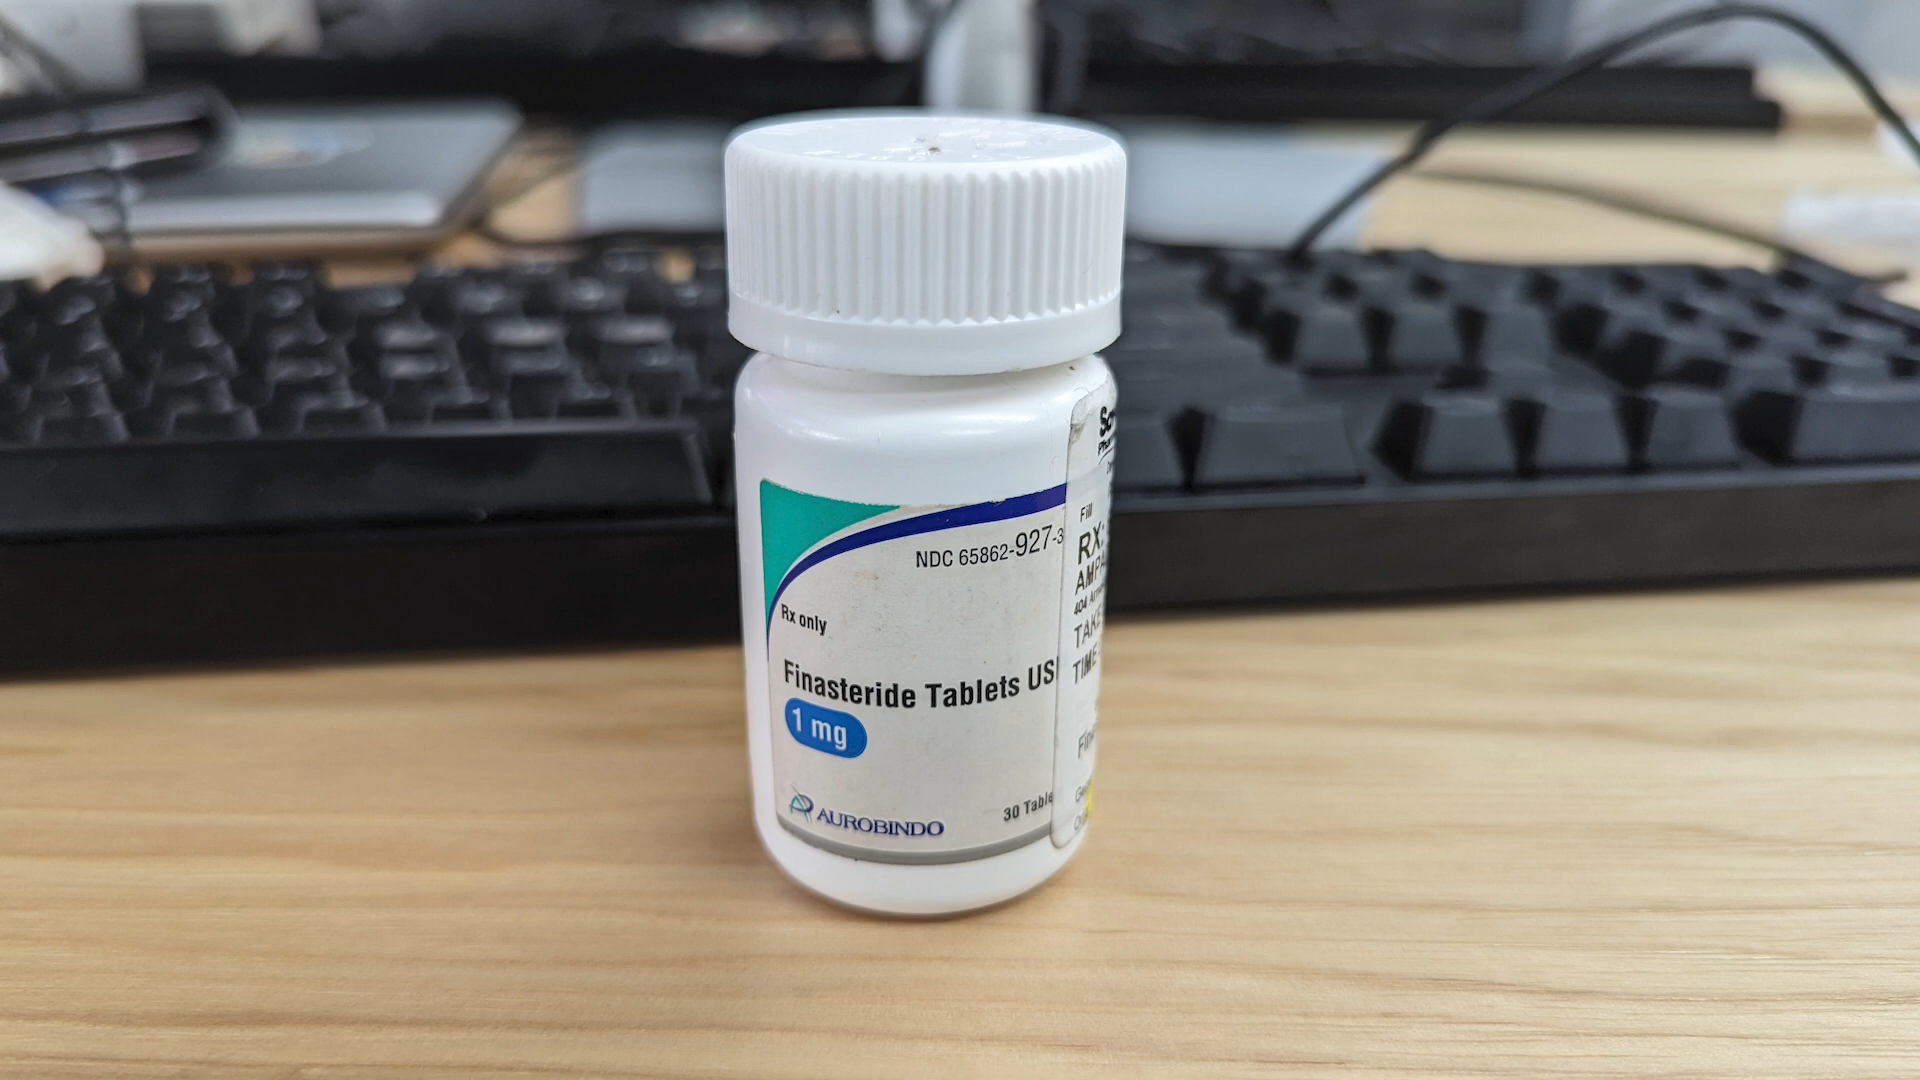 NDC 65862-927-3
Rx only
Finasteride Tablets US
1 mg
AUROBINDO
30 Table
Fill
RX:
AMP
404
TAKE
TIME